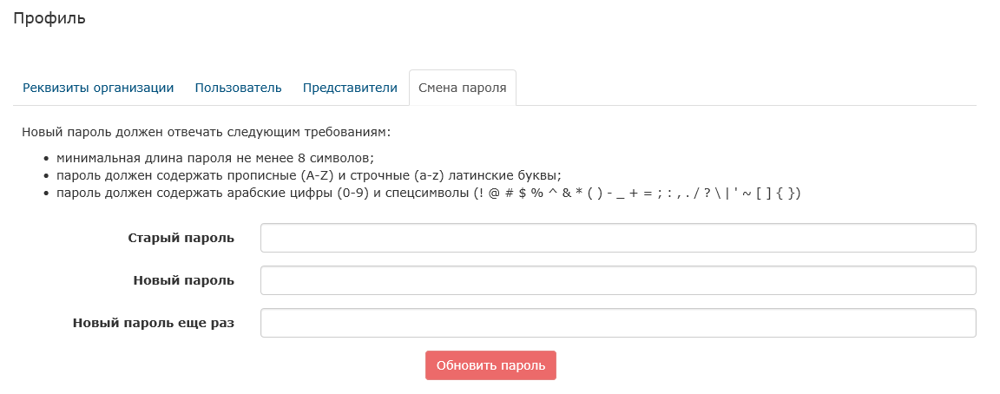 Профиль
Реквизиты организации Пользователь Представители Смена пароля
Новый пароль должен отвечать следующим требованиям:
• минимальная длина пароля не менее 8 символов;
• пароль должен содержать прописные (A-Z) и строчные (a-z) латинские буквы;
• пароль должен содержать арабские цифры (0-9) и спецсимволы (! @ # $ % ^ & * ( ) - _ + = ; : , . / ? \ | ' ~ [ ] { })
Старый пароль
Новый пароль
Новый пароль еще раз
Обновить пароль